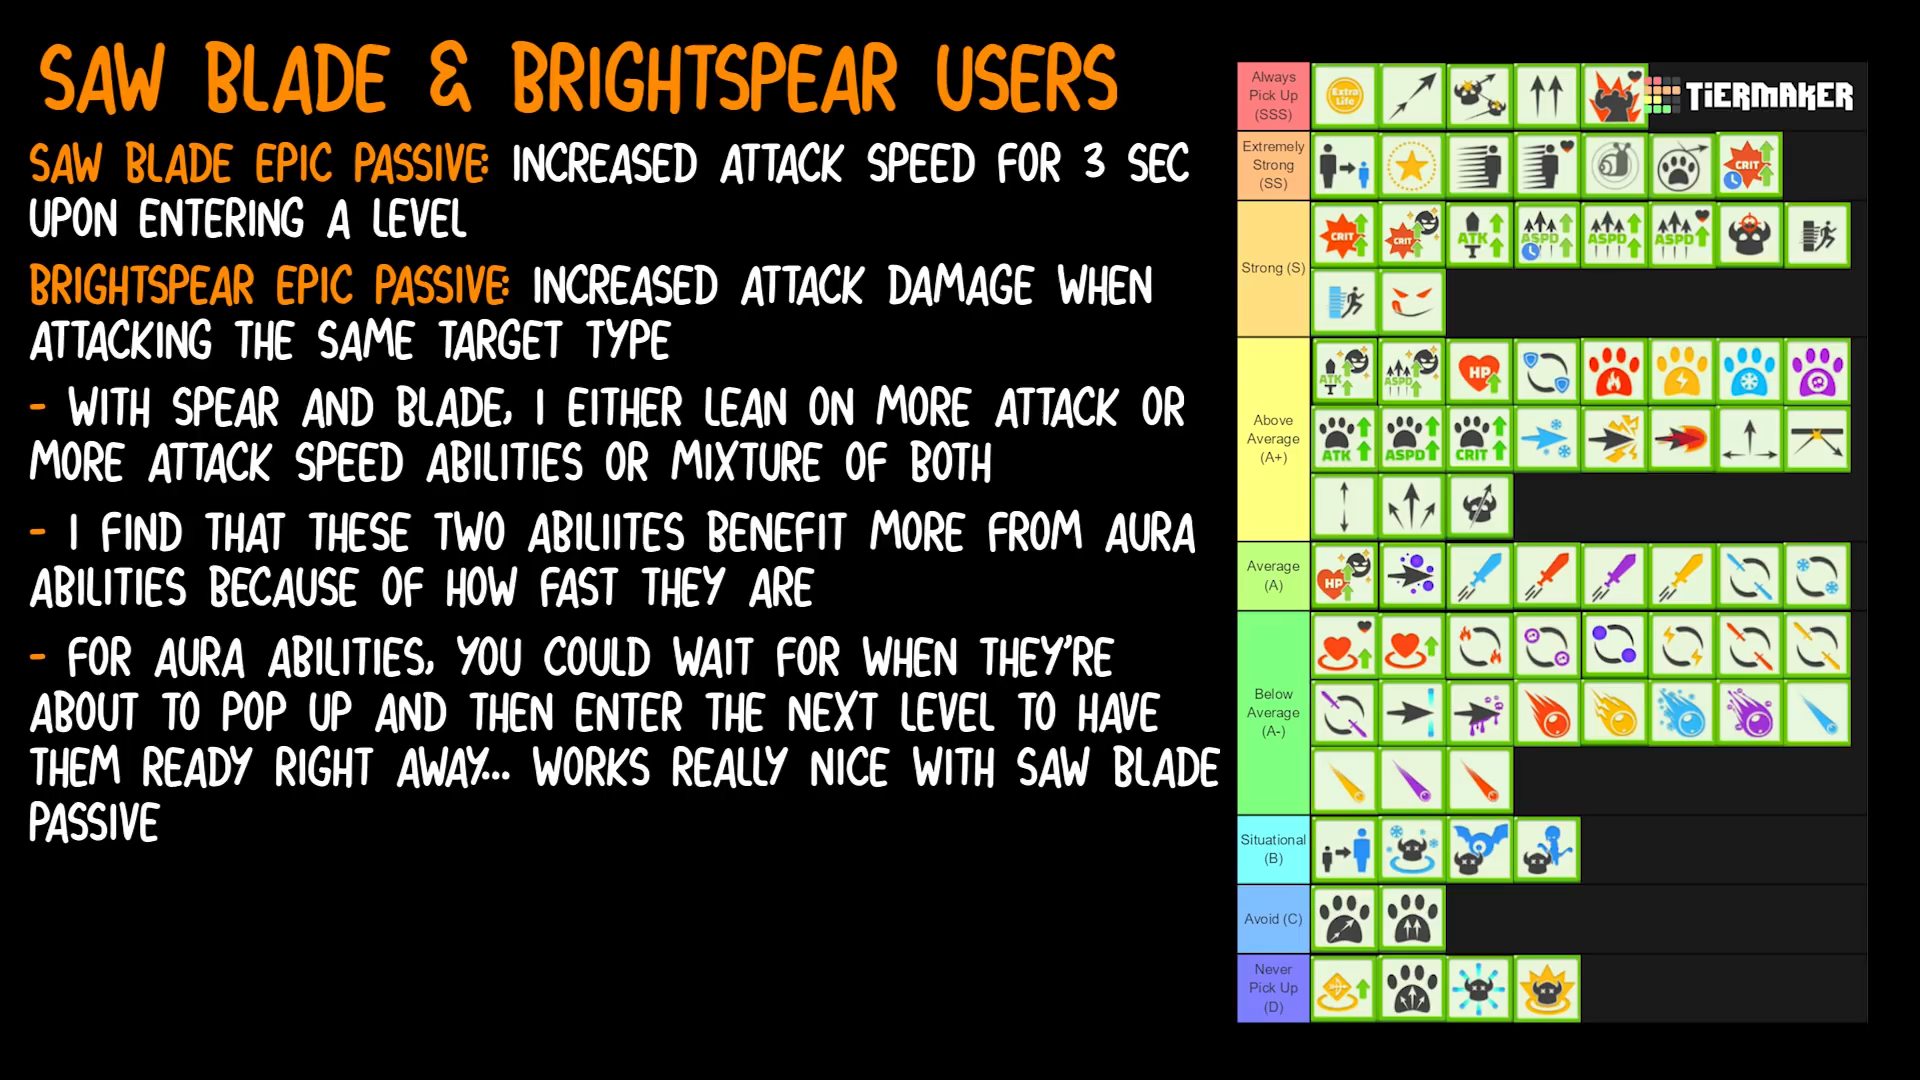 SAW BLADE & BRIGHTSPEAR USERS
SAW BLADE EPIC PASSIVE: INCREASED ATTACK SPEED FOR 3 SEC
UPON ENTERING A LEVEL
BRIGHTSPEAR EPIC PASSIVE: INCREASED ATTACK DAMAGE WHEN
ATTACKING THE SAME TARGET TYPE
- WITH SPEAR AND BLADE, I EITHER LEAN ON MORE ATTACK OR
MORE ATTACK SPEED ABILITIES OR MIXTURE OF BOTH
- I FIND THAT THESE TWO ABILIITES BENEFIT MORE FROM AURA
ABILITIES BECAUSE OF HOW FAST THEY ARE
- FOR AURA ABILITIES, YOU COULD WAIT FOR WHEN THEY'RE
ABOUT TO POP UP AND THEN ENTER THE NEXT LEVEL TO HAVE
THEM READY RIGHT AWAY... WORKS REALLY NICE WITH SAW BLADE
PASSIVE
Always
Pick Up
(SSS)
Extra
Life
TIERMAKER
Extremely
Strong
(SS)
CRIT
Strong (S)
CRIT
CRIT
ATK
ASPD
ASPD
ASPD
Above
Average
(A+)
ATK
ASPD
HP
ATK
ASPD
CRIT
Average
(A)
HP
Below
Average
(A-)
Situational
(B)
Avoid (C)
Never
Pick Up
(D)